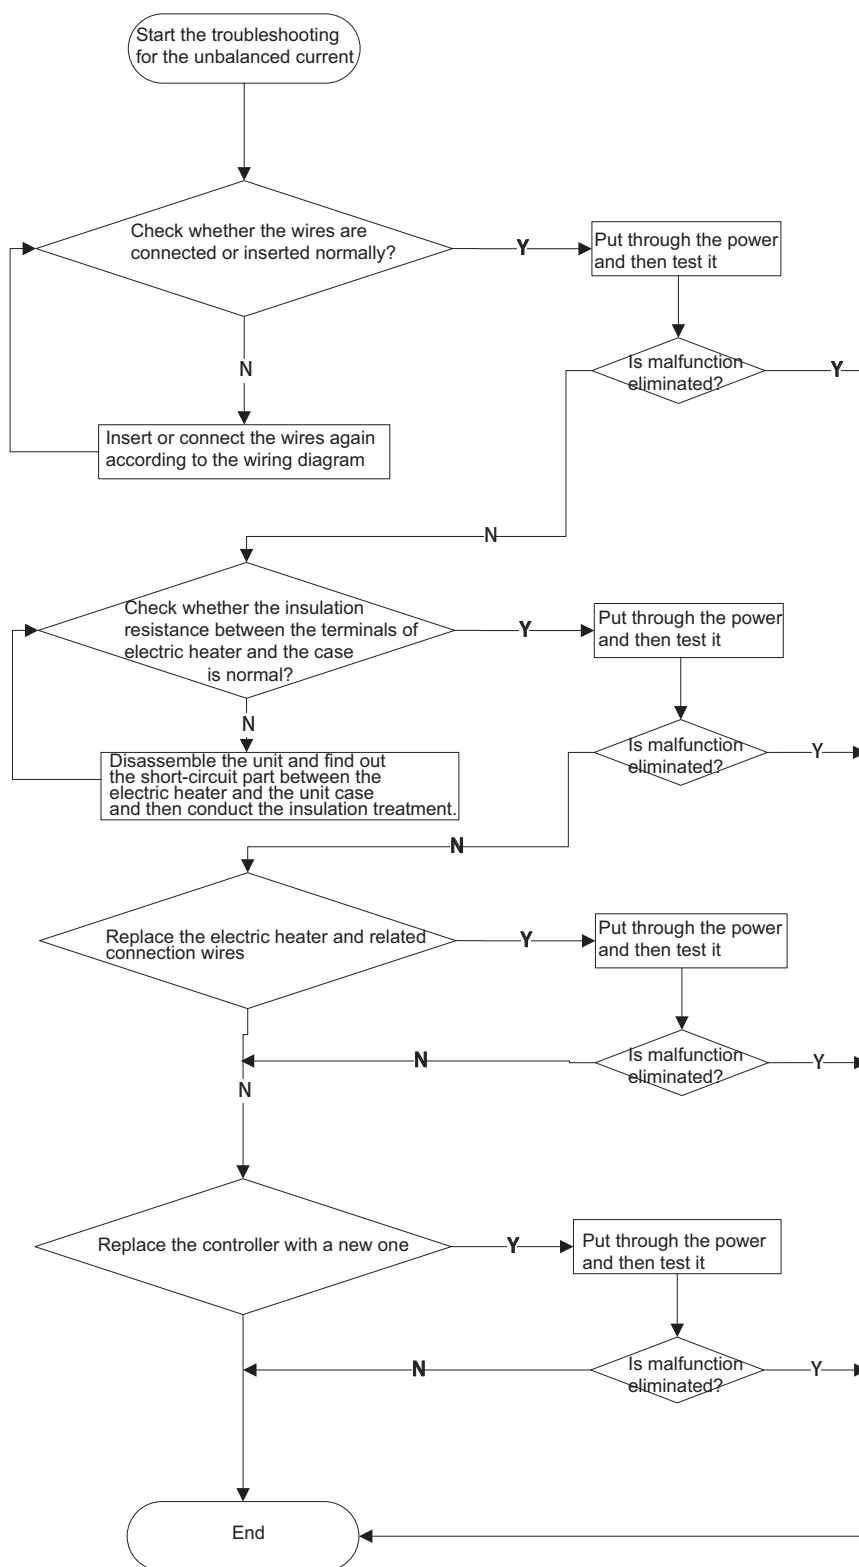 Start the troubleshooting
for the unbalanced current
Check whether the wires are
connected or inserted normally?
Y
Put through the power
and then test it
N
Is malfunction
eliminated?
Y
Insert or connect the wires again
according to the wiring diagram
N
Check whether the insulation
resistance between the terminals of
electric heater and the case
is normal?
Y
Put through the power
and then test it
N
Is malfunction
eliminated?
Y
Disassemble the unit and find out
the short-circuit part between the
electric heater and the unit case
and then conduct the insulation treatment.
N
Replace the electric heater and related
connection wires
Y
Put through the power
and then test it
N
Is malfunction
eliminated?
Y
N
Replace the controller with a new one
Y
Put through the power
and then test it
N
Is malfunction
eliminated?
Y
End